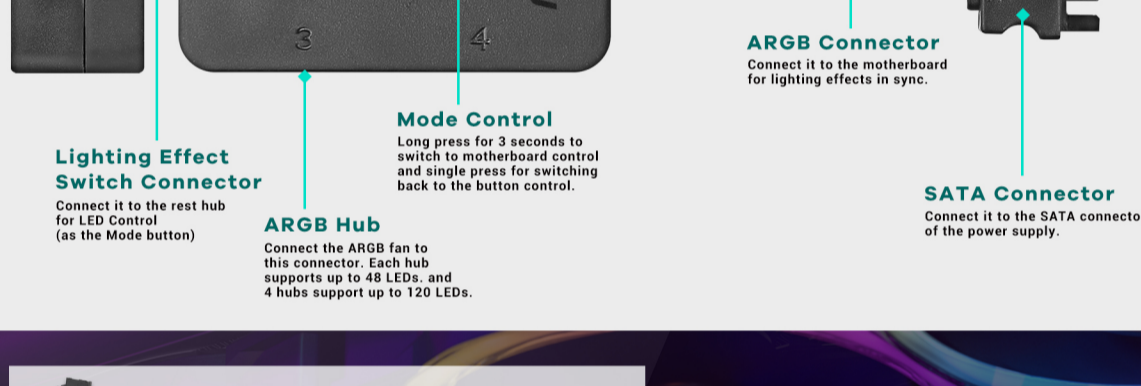 3
4
ARGB Connector
Connect it to the motherboard
for lighting effects in sync.
Mode Control
Long press for 3 seconds to
switch to motherboard control
and single press for switching
back to the button control.
Lighting Effect
Switch Connector
Connect it to the rest hub
for LED Control
(as the Mode button)
SATA Connector
Connect it to the SATA connecto
of the power supply.
ARGB Hub
Connect the ARGB fan to
this connector. Each hub
supports up to 48 LEDs. and
4 hubs support up to 120 LEDs.